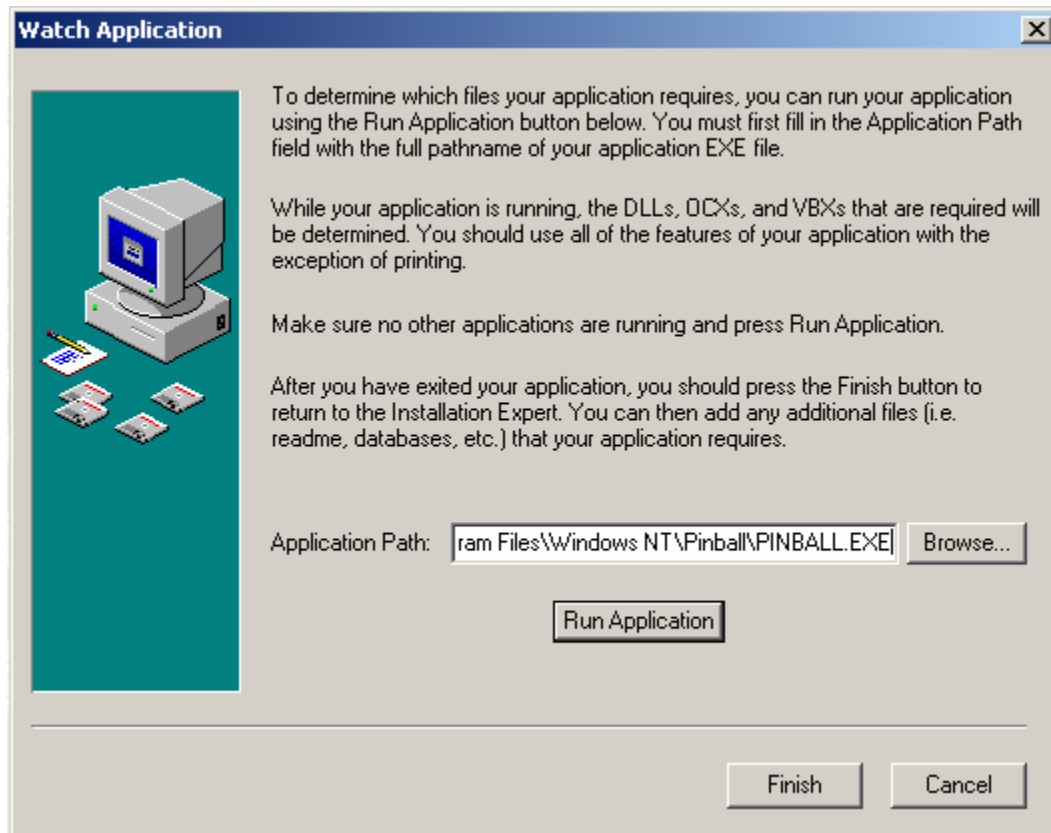 Watch Application
To determine which files your application requires, you can run your application
using the Run Application button below. You must first fill in the Application Path
field with the full pathname of your application EXE file.
While your application is running, the DLLs, OCXs, and VBXs that are required will
be determined. You should use all of the features of your application with the
exception of printing.
Make sure no other applications are running and press Run Application.
After you have exited your application, you should press the Finish button to
return to the Installation Expert. You can then add any additional files (i.e.
readme, databases, etc.) that your application requires.
Application Path: ram Files\Windows NT\Pinball\PINBALL.EXE Browse...
Run Application
Finish Cancel